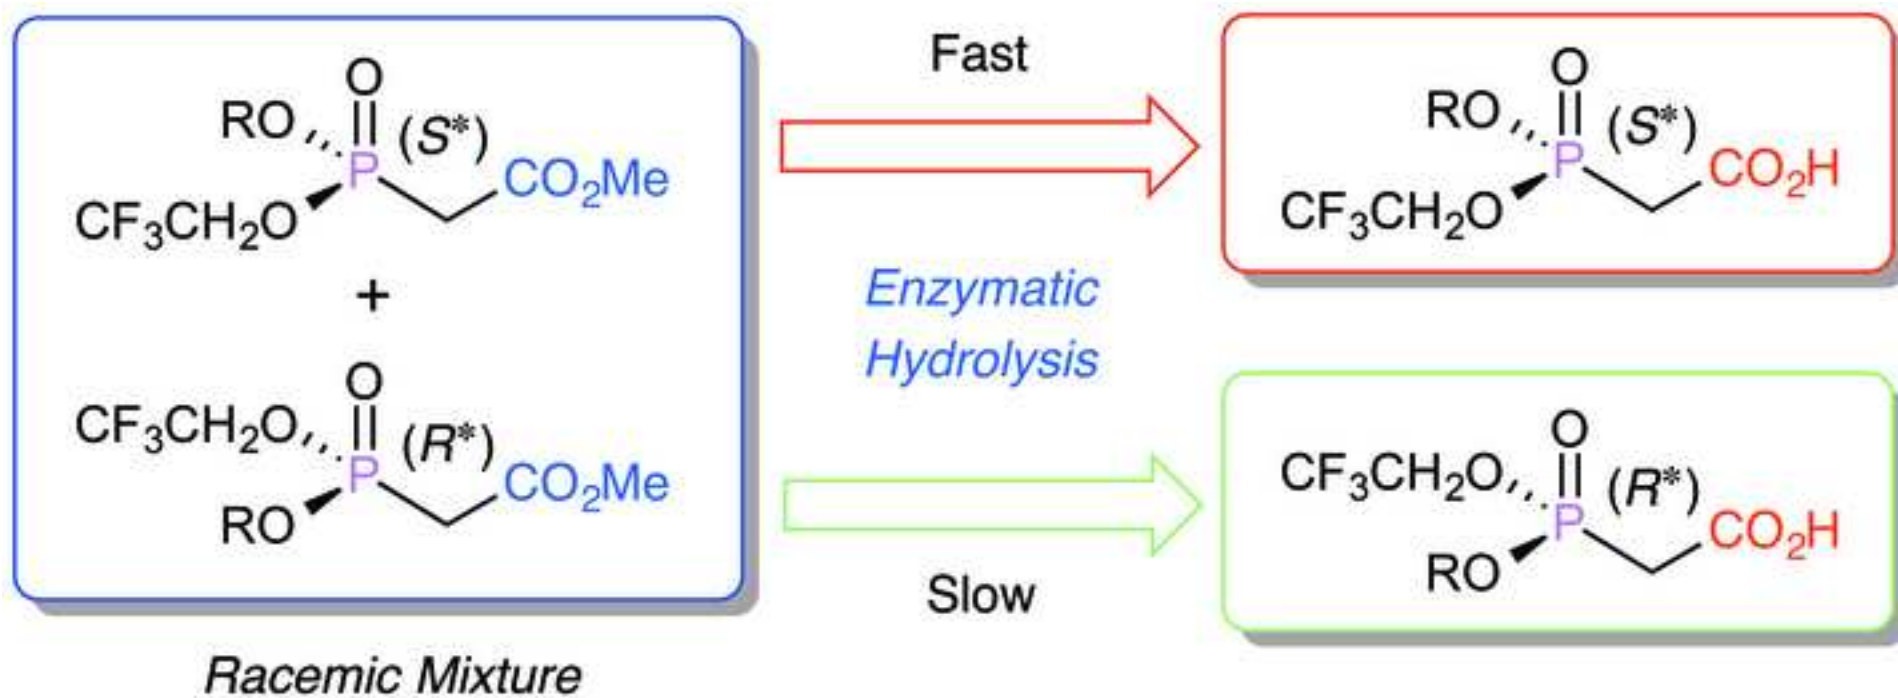 O
RO
P
(S*)
CO₂Me
CF₃CH₂O
+
O
CF₃CH₂O
P
(R*)
CO₂Me
RO
Racemic Mixture
Fast
Enzymatic
Hydrolysis
Slow
O
RO
P
(S*)
CO₂H
CF₃CH₂O
O
CF₃CH₂O
P
(R*)
CO₂H
RO